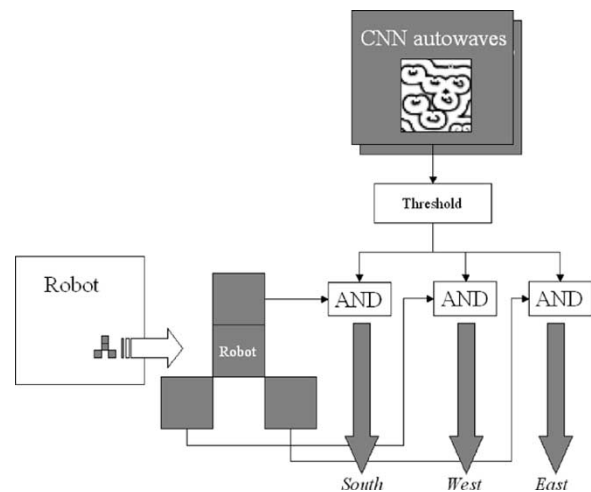 CNN autowaves
Threshold
Robot
AND
AND
AND
Robot
South
West
East